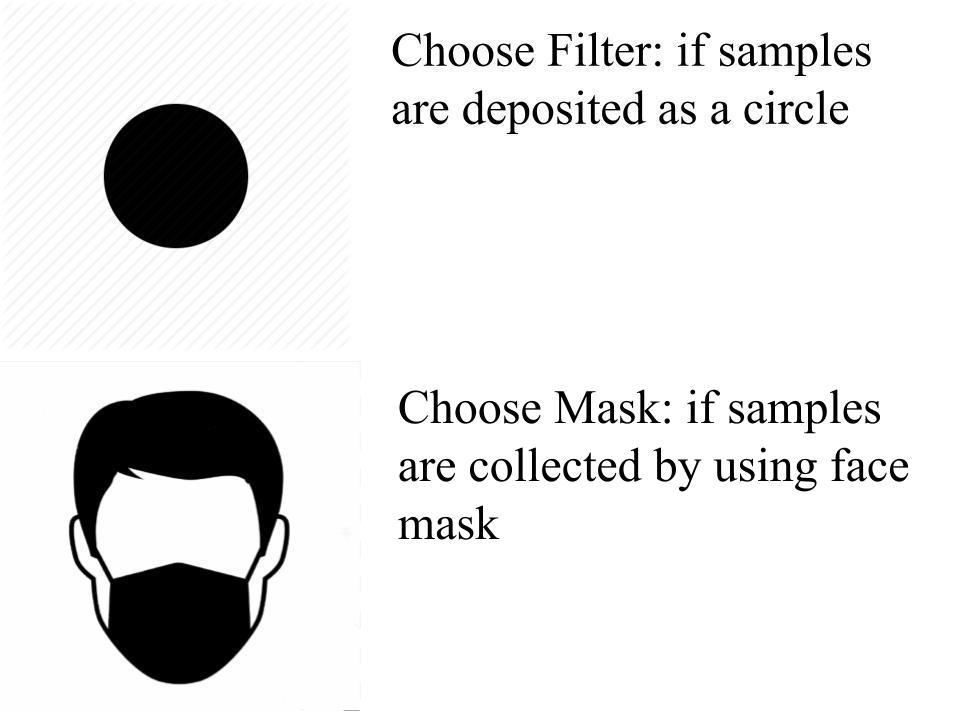 Choose Filter: if samples
are deposited as a circle
Choose Mask: if samples
are collected by using face
mask